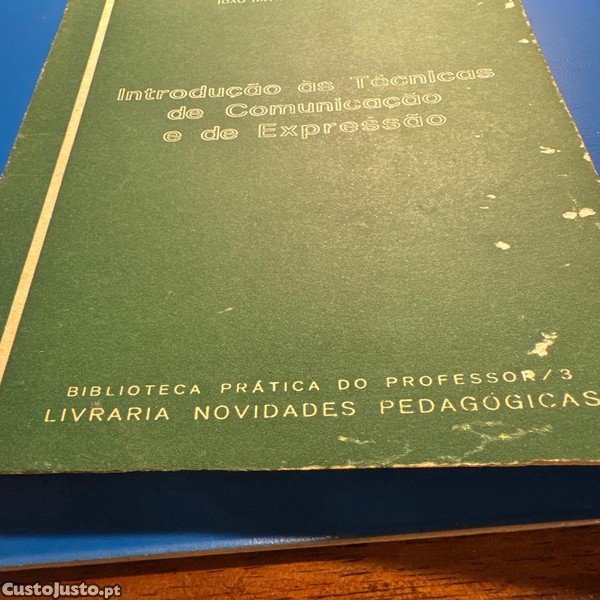 Introdução às Técnicas
de Comunicação
e de Expressão
BIBLIOTECA PRÁTICA DO PROFESSOR/3
LIVRARIA NOVIDADES PEDAGÓGICAS
CustoJusto.pt